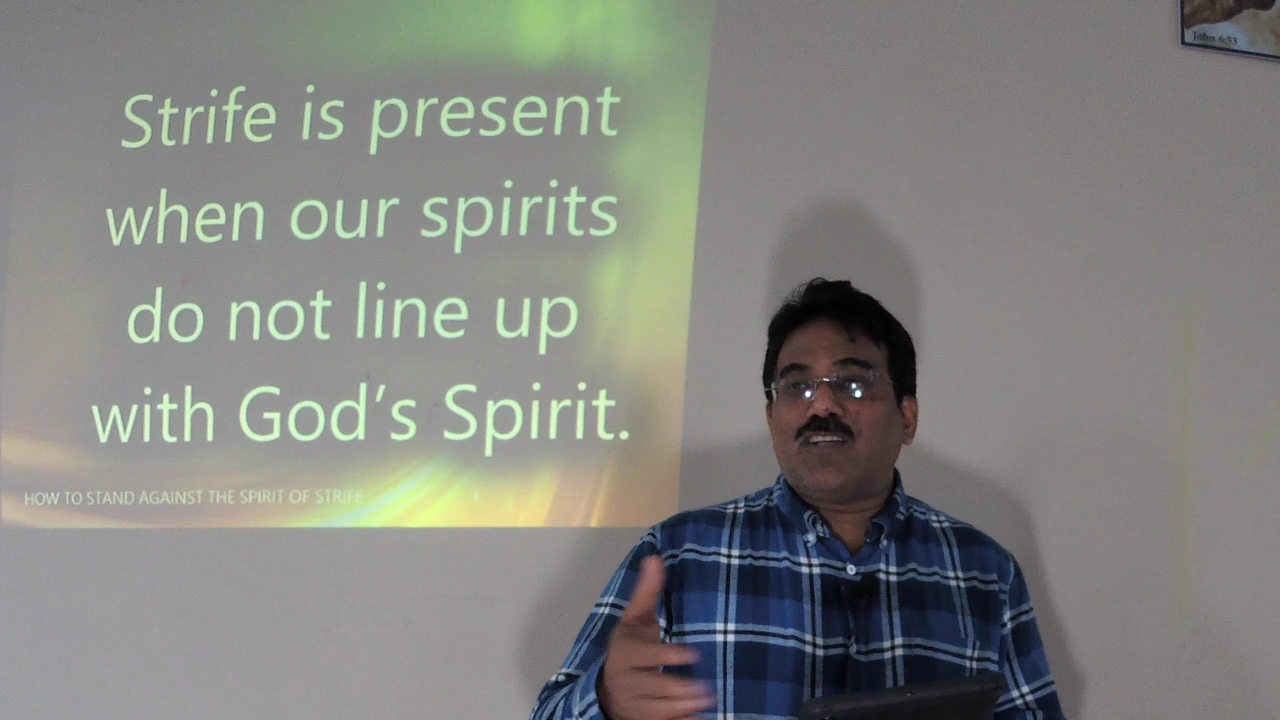 Strife is present
when our spirits
do not line up
with God's Spirit.
HOW TO STAND AGAINST THE SPIRIT OF STRIFE
John 6:53